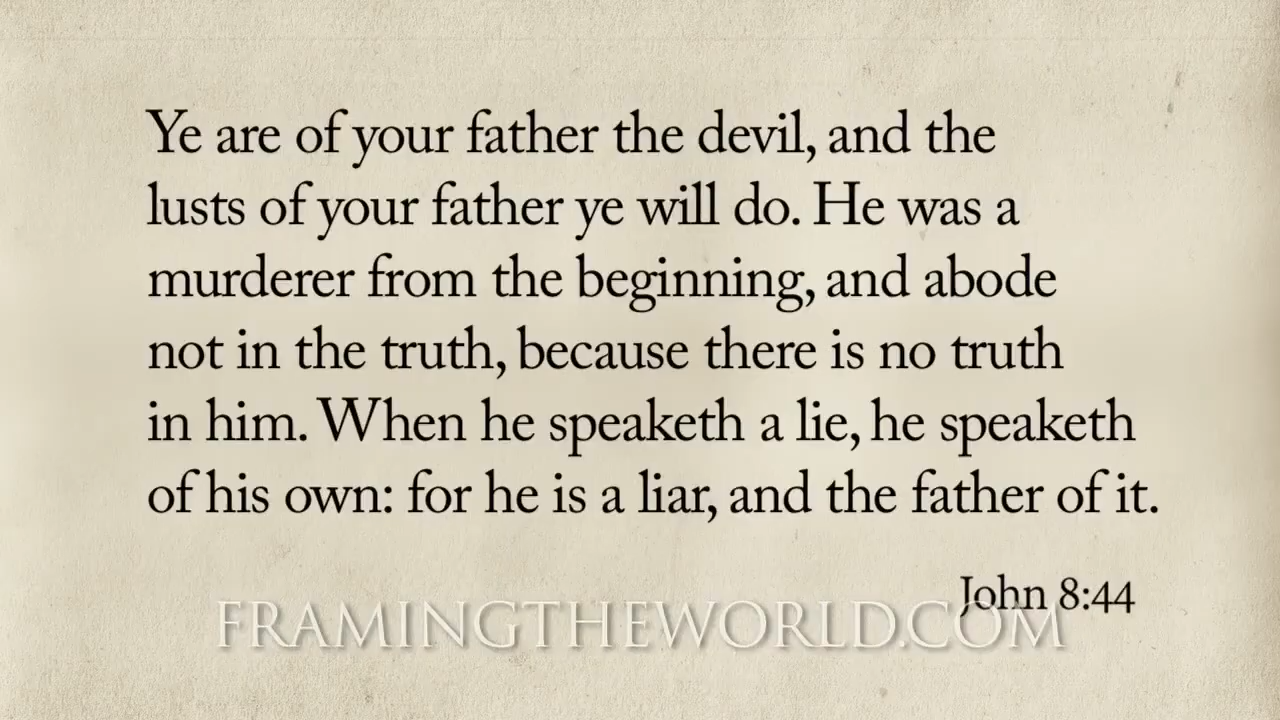 Ye are of your father the devil, and the
lusts of your father ye will do. He was a
murderer from the beginning, and abode
not in the truth, because there is no truth
in him. When he speaketh a lie, he speaketh
of his own: for he is a liar, and the father of it.
John 8:44
FRAMINGTHEWORLD.COM